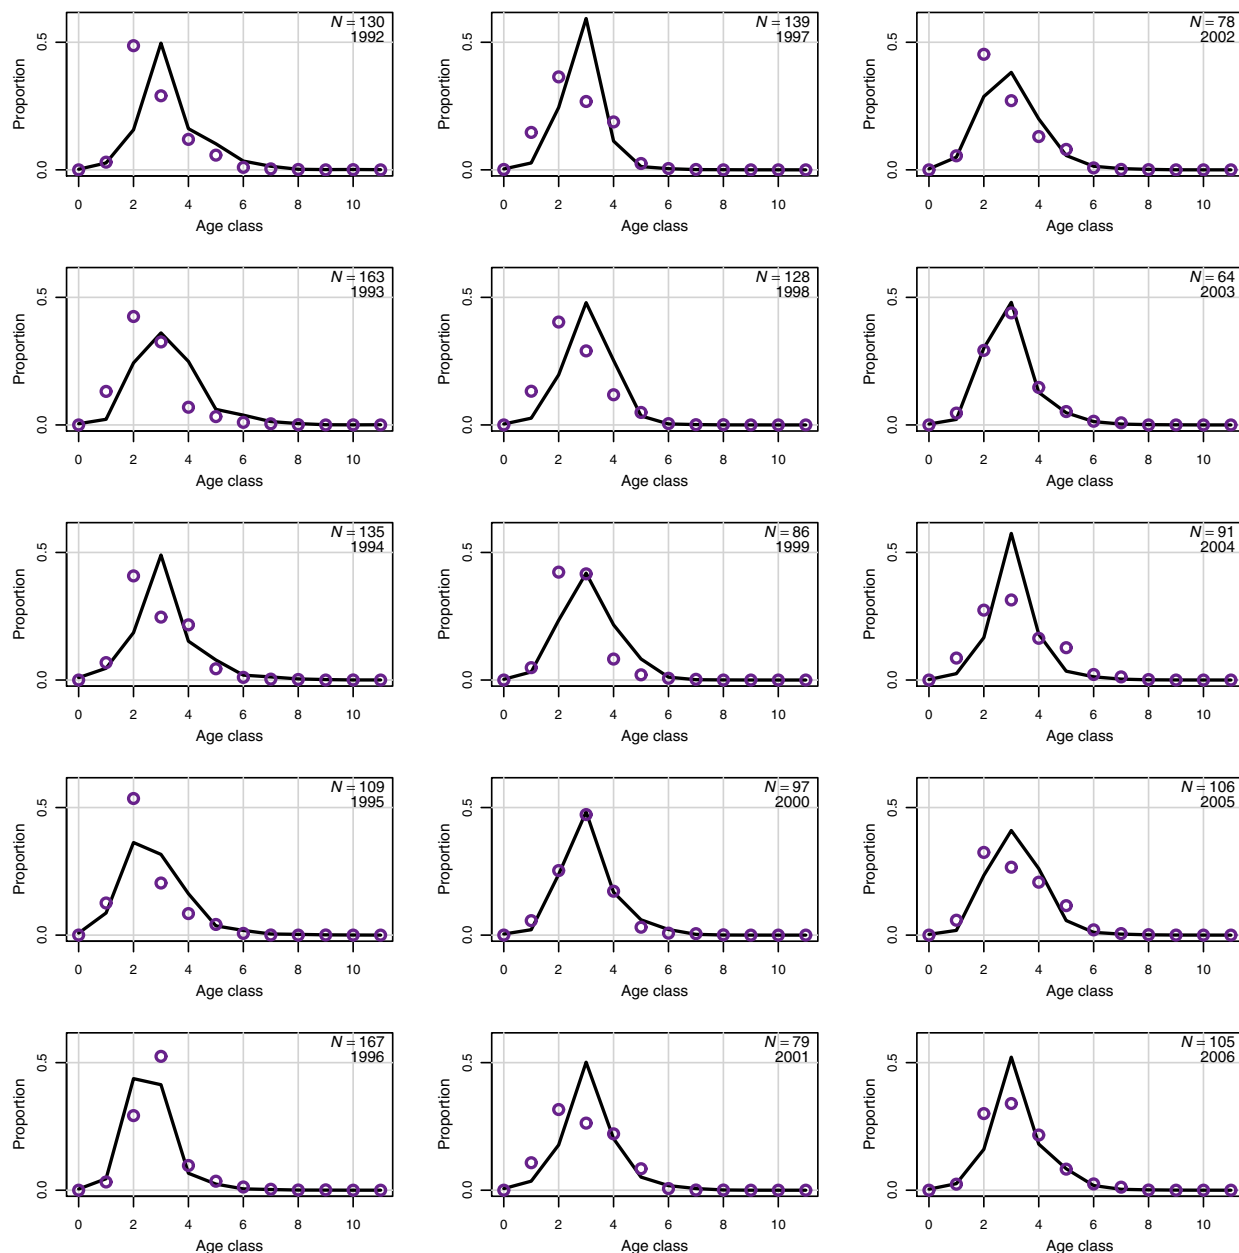 N = 130
1992
Proportion
0.5
0.0
0 2 4 6 8 10
Age class
N = 139
1997
Proportion
0.5
0.0
0 2 4 6 8 10
Age class
N = 78
2002
Proportion
0.5
0.0
0 2 4 6 8 10
Age class
N = 163
1993
Proportion
0.5
0.0
0 2 4 6 8 10
Age class
N = 128
1998
Proportion
0.5
0.0
0 2 4 6 8 10
Age class
N = 64
2003
Proportion
0.5
0.0
0 2 4 6 8 10
Age class
N = 135
1994
Proportion
0.5
0.0
0 2 4 6 8 10
Age class
N = 86
1999
Proportion
0.5
0.0
0 2 4 6 8 10
Age class
N = 91
2004
Proportion
0.5
0.0
0 2 4 6 8 10
Age class
N = 109
1995
Proportion
0.5
0.0
0 2 4 6 8 10
Age class
N = 97
2000
Proportion
0.5
0.0
0 2 4 6 8 10
Age class
N = 106
2005
Proportion
0.5
0.0
0 2 4 6 8 10
Age class
N = 167
1996
Proportion
0.5
0.0
0 2 4 6 8 10
Age class
N = 79
2001
Proportion
0.5
0.0
0 2 4 6 8 10
Age class
N = 105
2006
Proportion
0.5
0.0
0 2 4 6 8 10
Age class